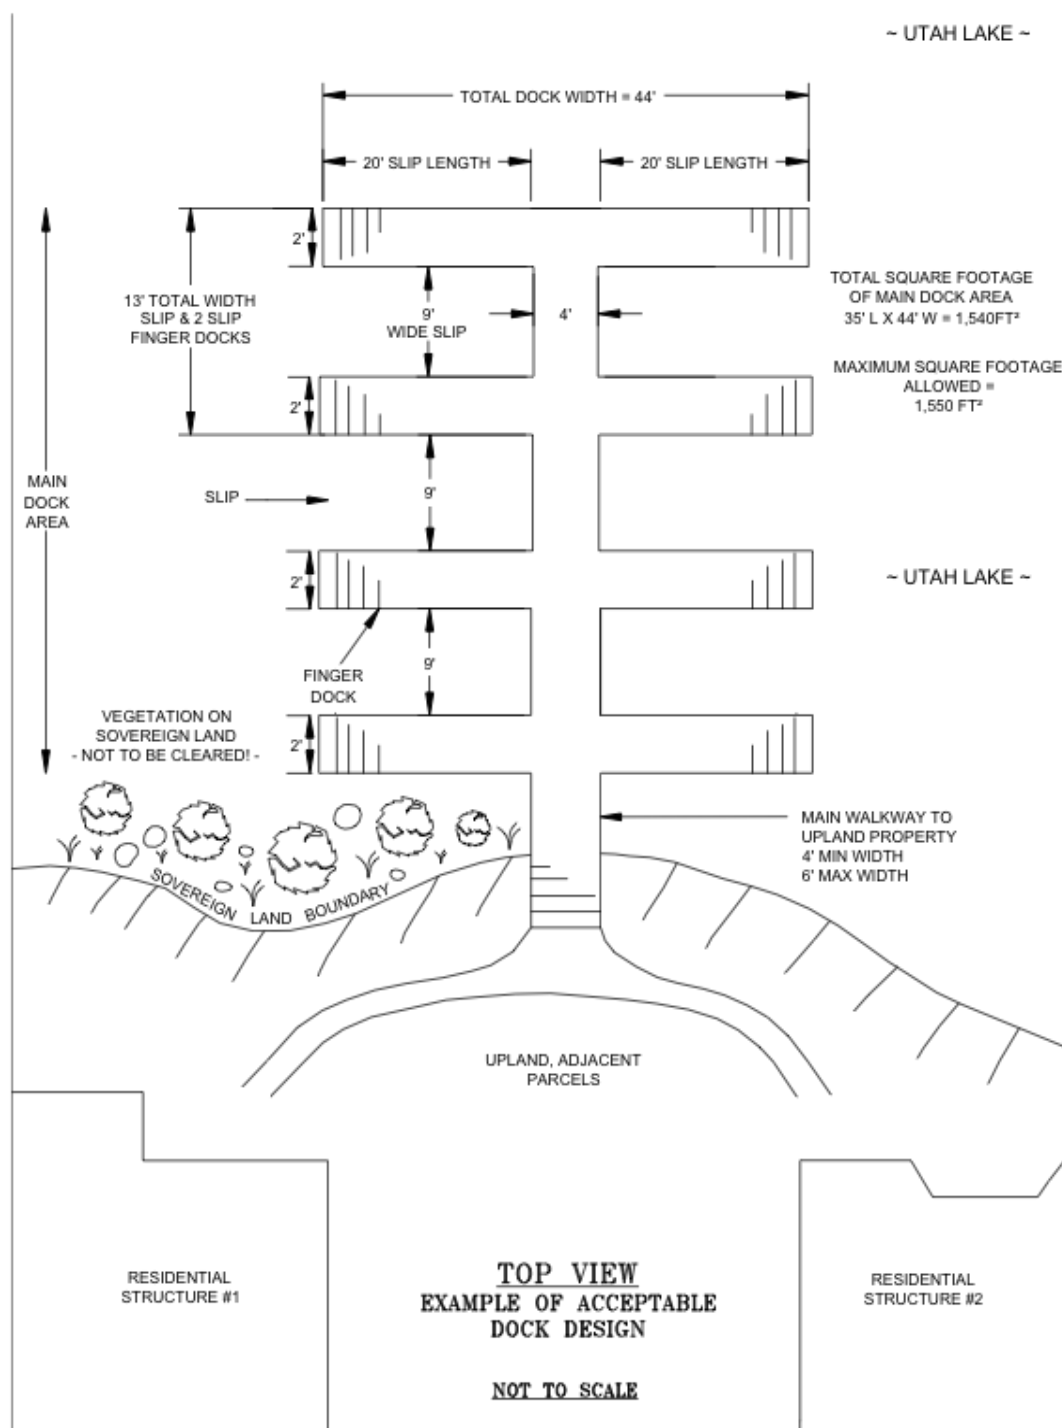 ~ UTAH LAKE ~
TOTAL DOCK WIDTH = 44'
20' SLIP LENGTH
20' SLIP LENGTH
2'
13' TOTAL WIDTH
SLIP & 2 SLIP
FINGER DOCKS
9'
WIDE SLIP
4'
TOTAL SQUARE FOOTAGE
OF MAIN DOCK AREA
35' L X 44' W = 1,540FT²
MAXIMUM SQUARE FOOTAGE
ALLOWED =
1,550 FT²
2'
MAIN
DOCK
AREA
SLIP
9'
2'
~ UTAH LAKE ~
9'
FINGER
DOCK
VEGETATION ON
SOVEREIGN LAND
- NOT TO BE CLEARED! -
2'
MAIN WALKWAY TO
UPLAND PROPERTY
4' MIN WIDTH
6' MAX WIDTH
SOVEREIGN LAND BOUNDARY
UPLAND, ADJACENT
PARCELS
RESIDENTIAL
STRUCTURE #1
TOP VIEW
EXAMPLE OF ACCEPTABLE
DOCK DESIGN
NOT TO SCALE
RESIDENTIAL
STRUCTURE #2